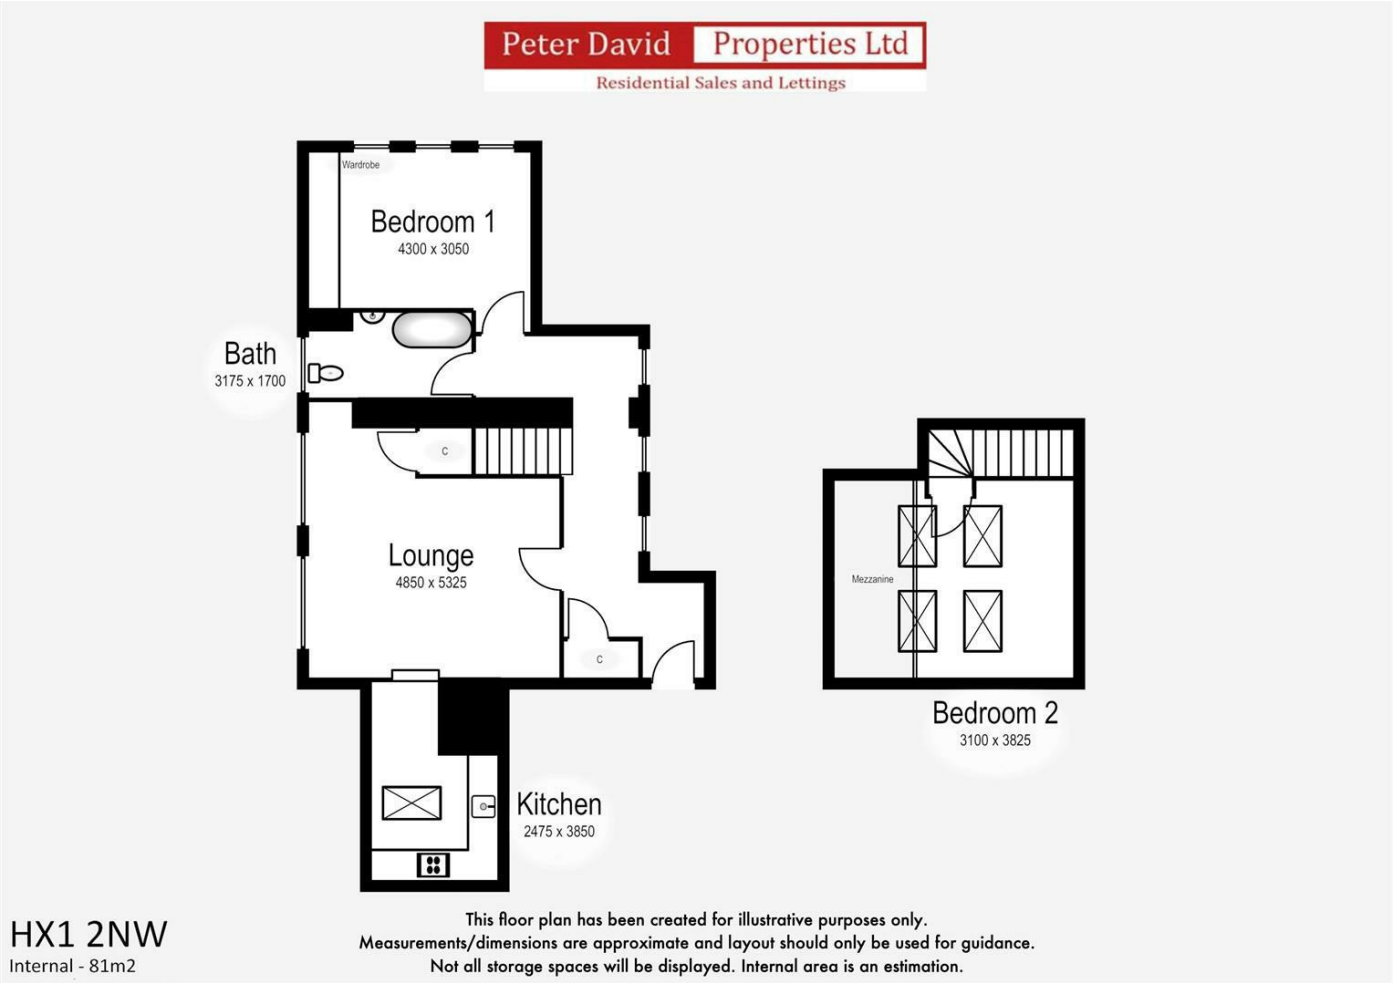 Peter David Properties Ltd
Residential Sales and Lettings
Wardrobe
Bedroom 1
4300 x 3050
Bath
3175 x 1700
C
Lounge
4850 x 5325
Mezzanine
C
Bedroom 2
3100 x 3825
Kitchen
2475 x 3850
HX1 2NW
Internal - 81m2
This floor plan has been created for illustrative purposes only.
Measurements/dimensions are approximate and layout should only be used for guidance.
Not all storage spaces will be displayed. Internal area is an estimation.